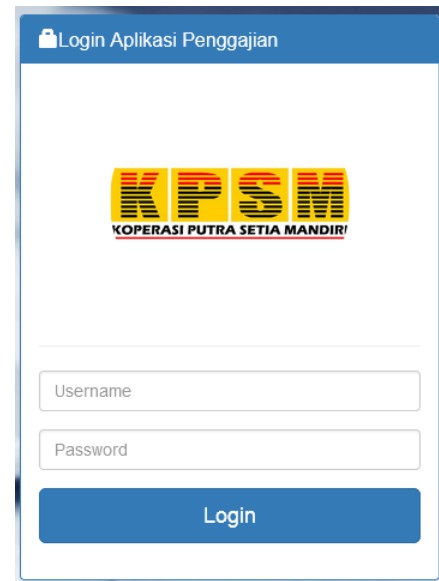 Login Aplikasi Penggajian
KPSM
KOPERASI PUTRA SETIA MANDIRI
Username
Password
Login